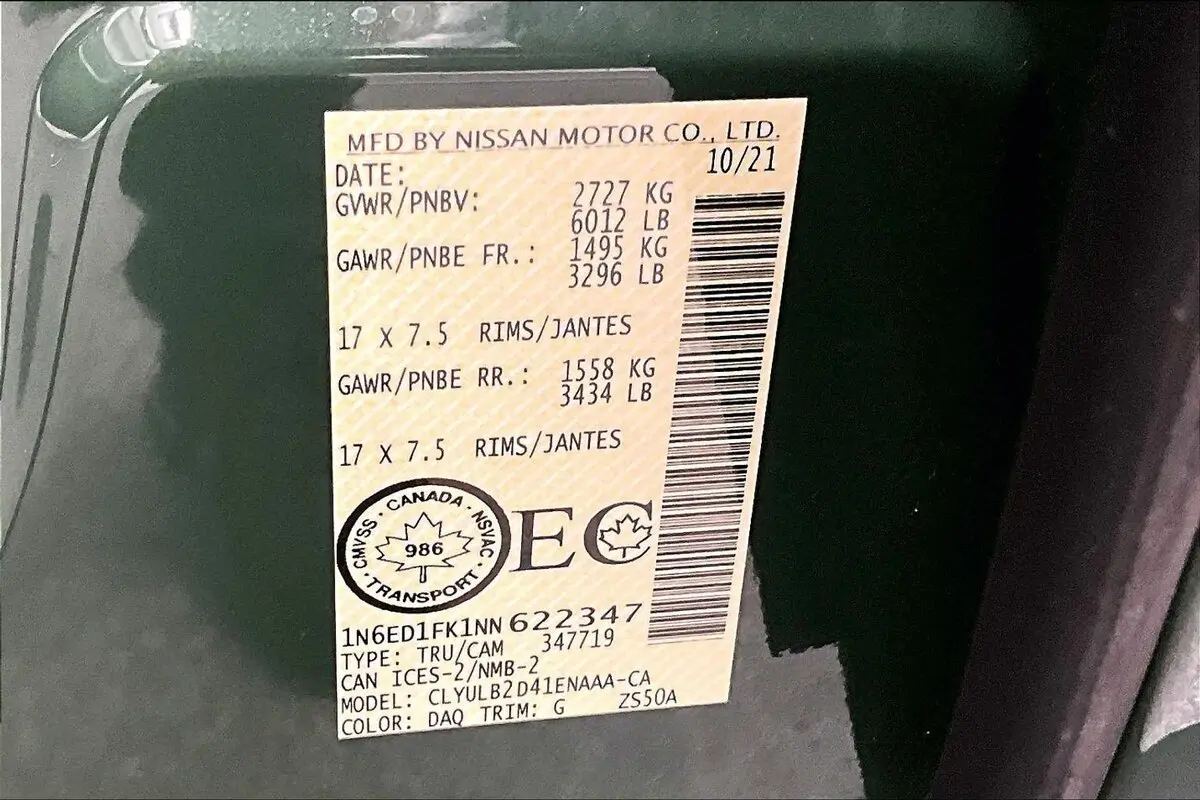 MFD BY NISSAN MOTOR CO., LTD.
DATE: 10/21
GVWR/PNBV: 2727 KG
6012 LB
GAWR/PNBE FR.: 1495 KG
3296 LB
17 X 7.5 RIMS/JANTES
GAWR/PNBE RR.: 1558 KG
3434 LB
17 X 7.5 RIMS/JANTES
CMVSS · CANADA · NSVAC · TRANSPORT ·
986
EC
1N6ED1FK1NN622347
TYPE: TRU/CAM 347719
CAN ICES-2/NMB-2
MODEL: CLYULB2D41ENAAA-CA
COLOR: DAQ TRIM: G ZS50A